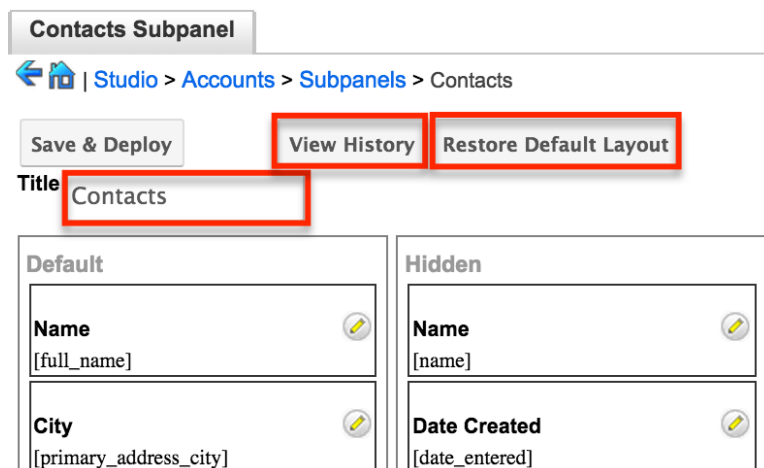 Contacts Subpanel
| Studio > Accounts > Subpanels > Contacts
Save & Deploy View History Restore Default Layout
Title Contacts
Default Hidden
Name Name
[full_name] [name]
City Date Created
[primary_address_city] [date_entered]